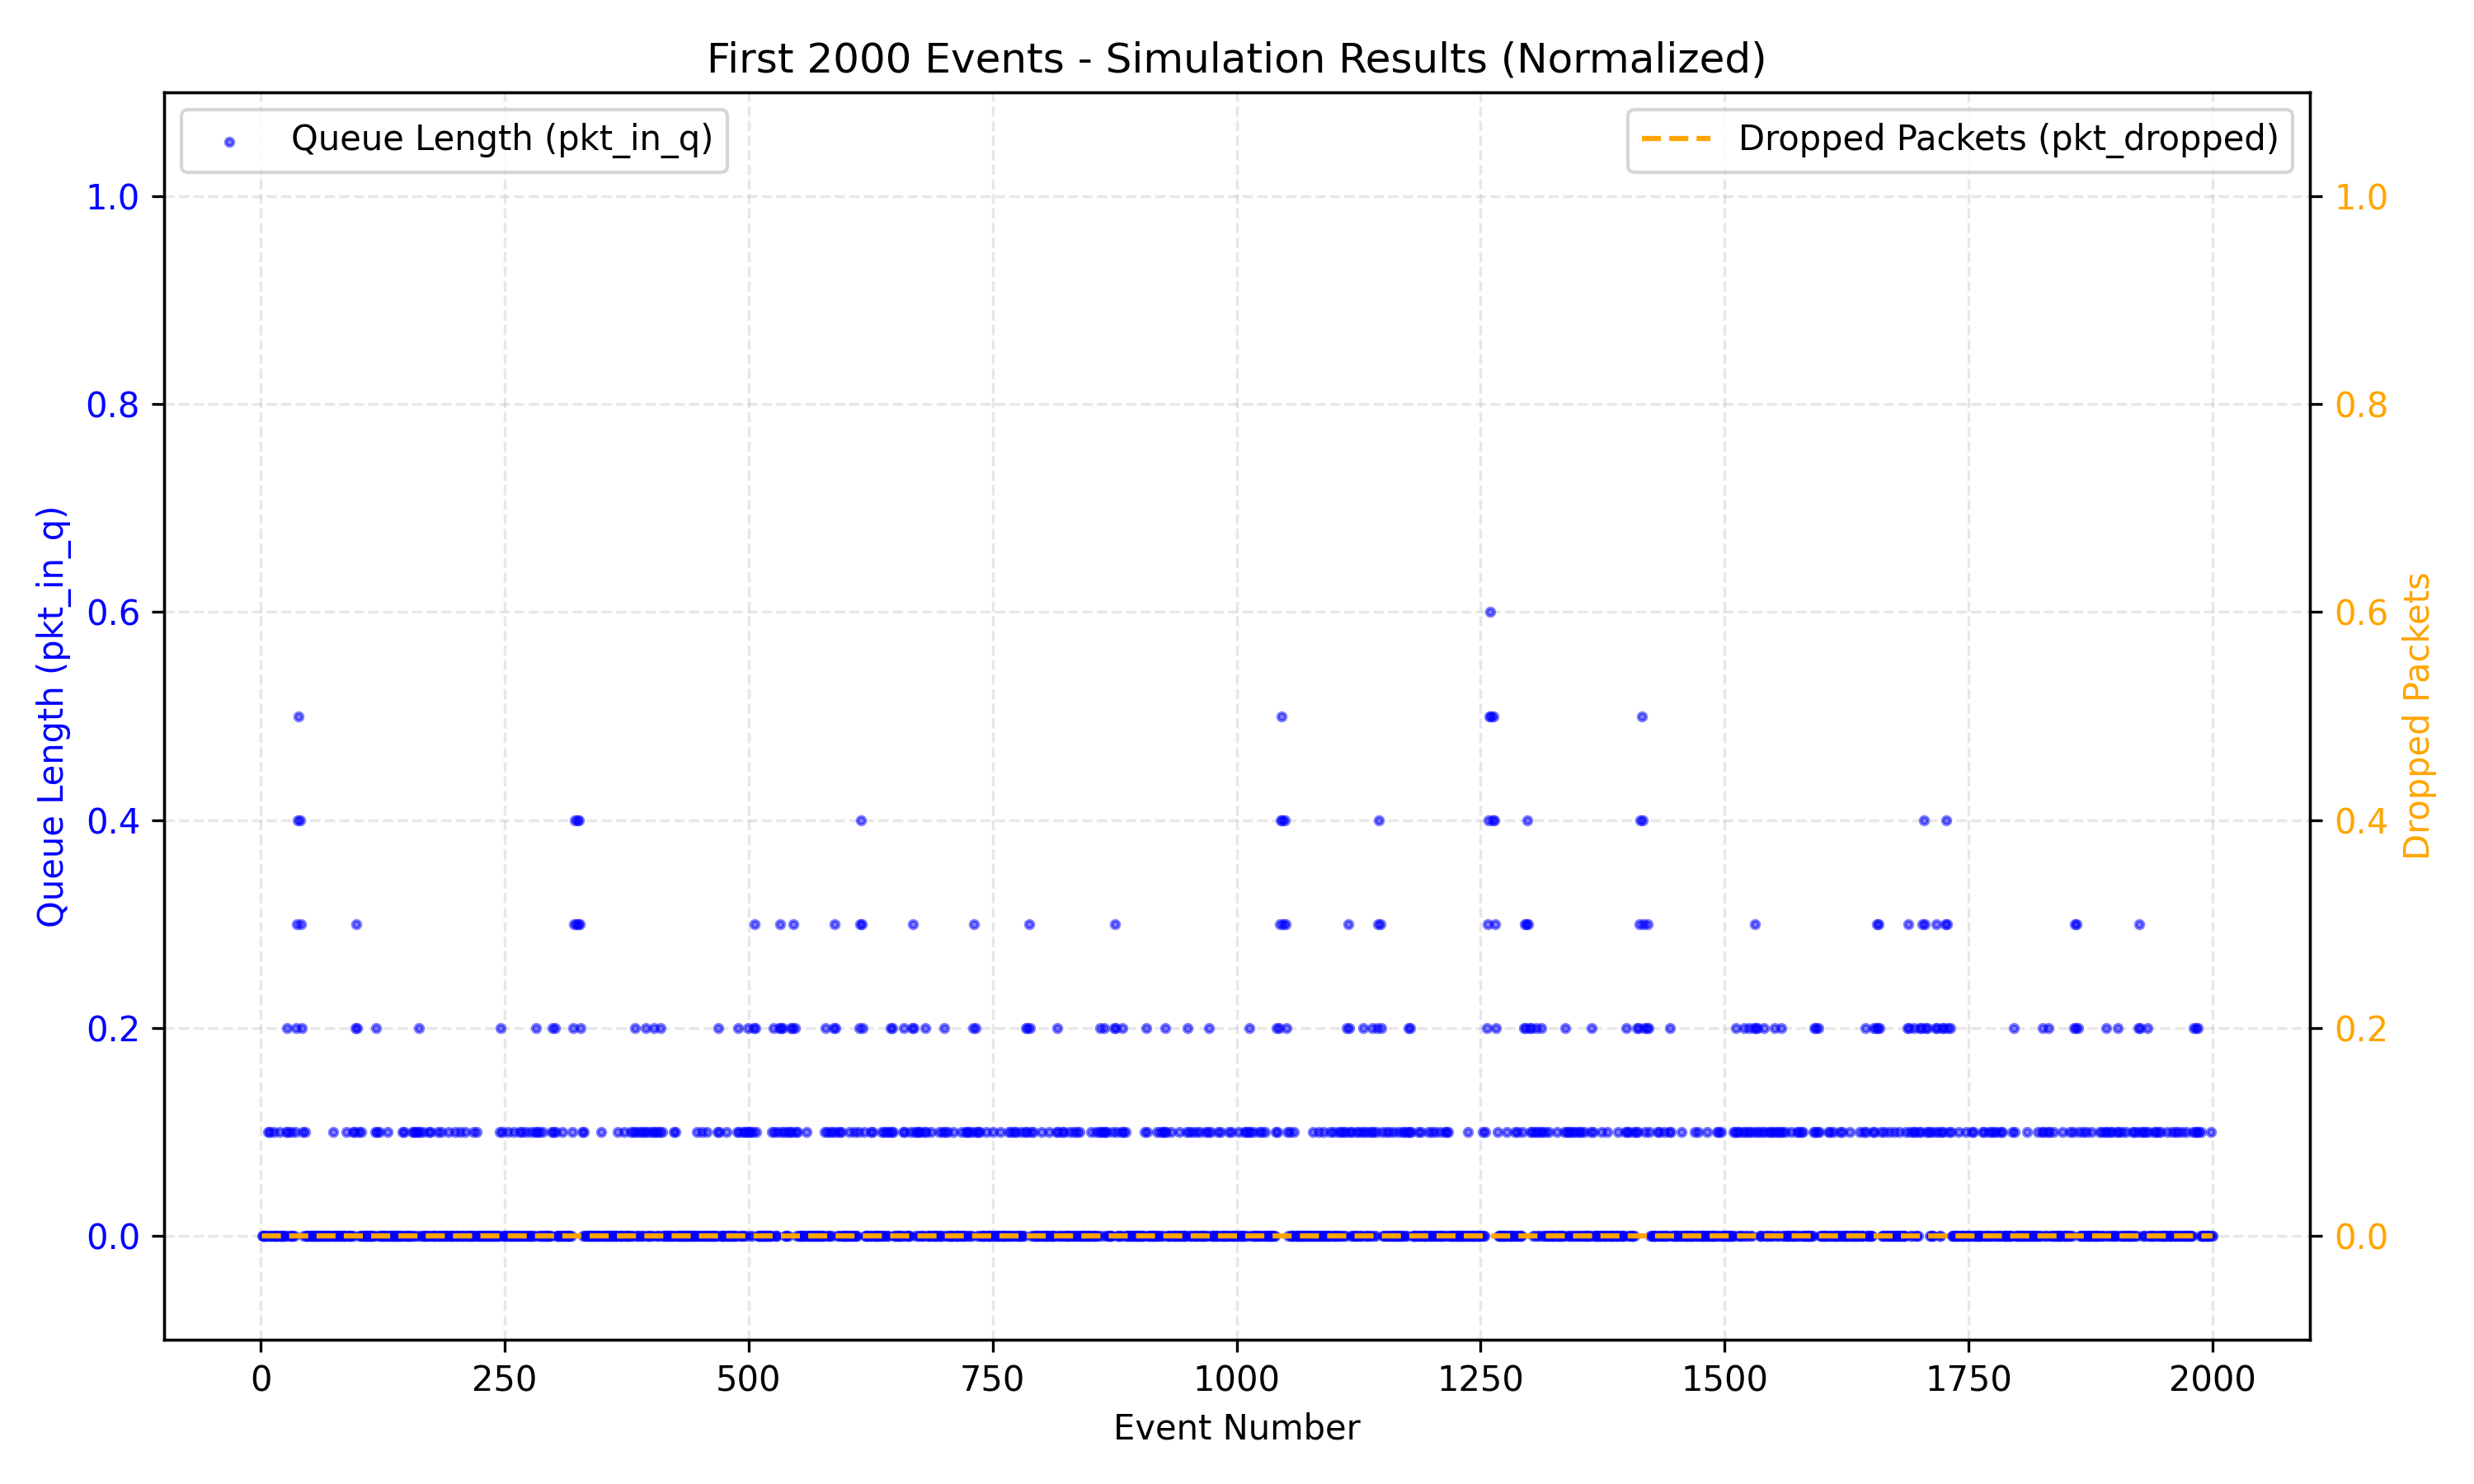 First 2000 Events - Simulation Results (Normalized)
Queue Length (pkt_in_q)
Dropped Packets (pkt_dropped)
Queue Length (pkt_in_q)
1.0
0.8
0.6
0.4
0.2
0.0
1.0
0.8
0.6
0.4
0.2
0.0
Dropped Packets
0 250 500 750 1000 1250 1500 1750 2000
Event Number